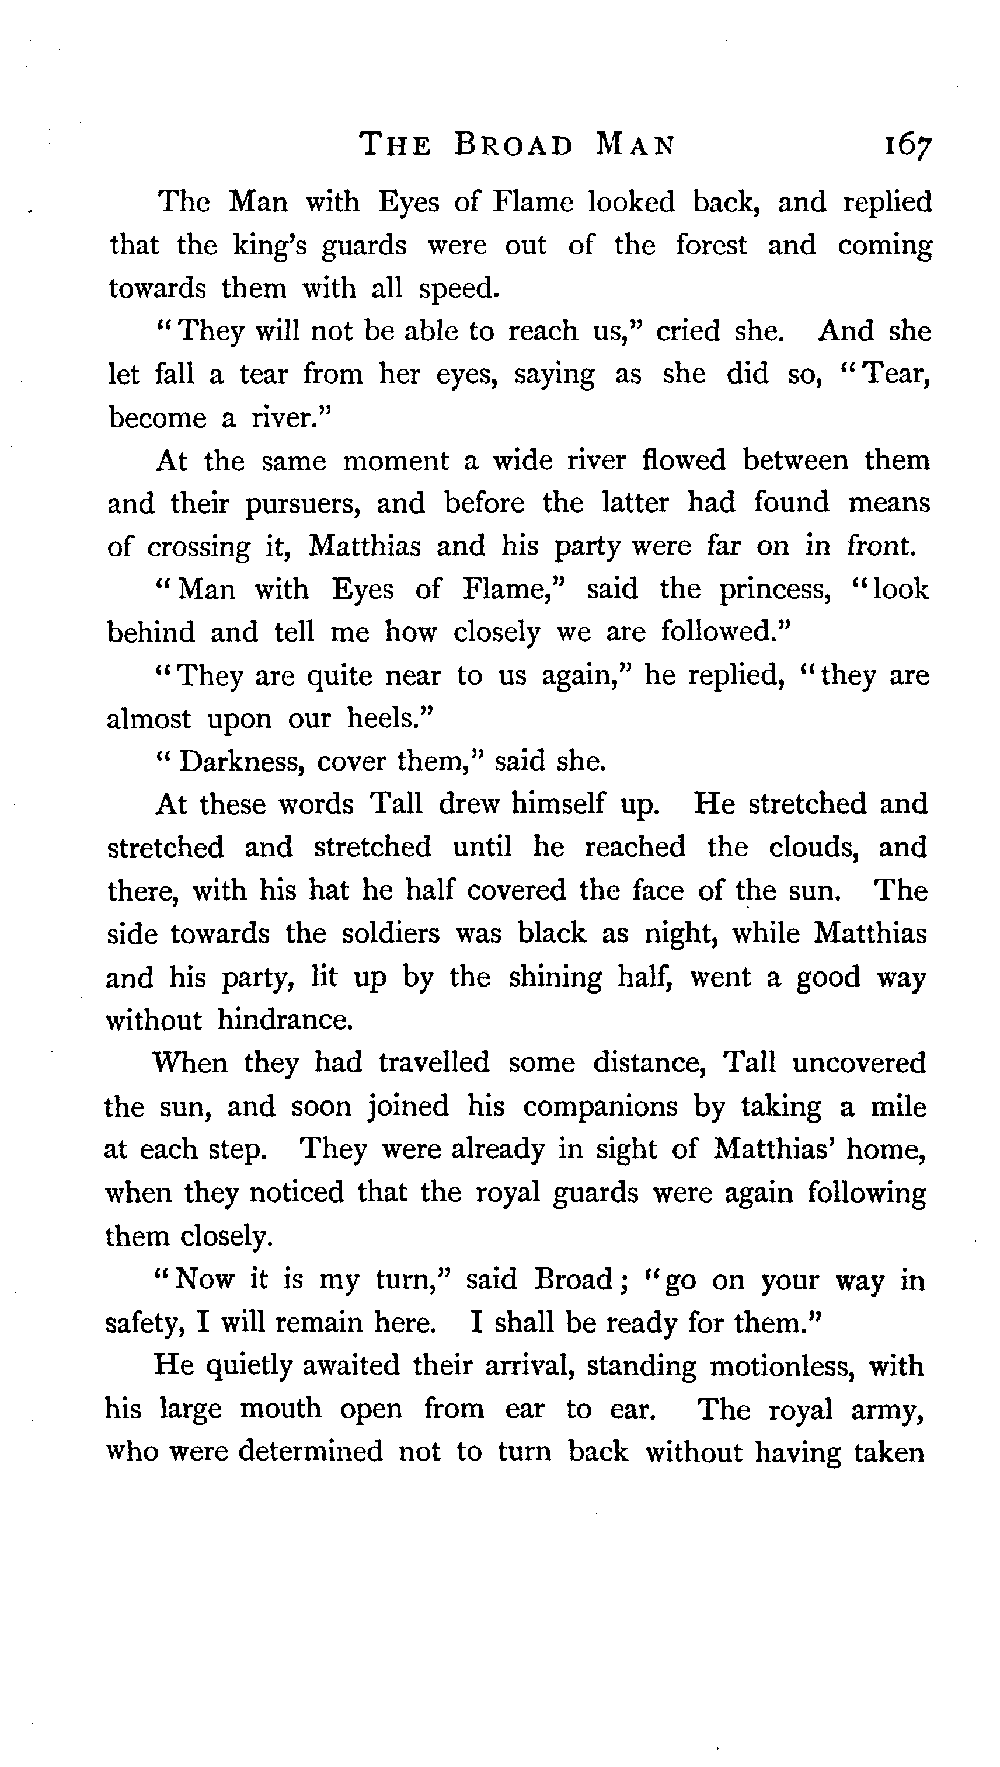 THE BROAD MAN 167
The Man with Eyes of Flame looked back, and replied
that the king's guards were out of the forest and coming
towards them with all speed.
"They will not be able to reach us," cried she. And she
let fall a tear from her eyes, saying as she did so, "Tear,
become a river."
At the same moment a wide river flowed between them
and their pursuers, and before the latter had found means
of crossing it, Matthias and his party were far on in front.
"Man with Eyes of Flame," said the princess, "look
behind and tell me how closely we are followed."
"They are quite near to us again," he replied, "they are
almost upon our heels."
"Darkness, cover them," said she.
At these words Tall drew himself up. He stretched and
stretched and stretched until he reached the clouds, and
there, with his hat he half covered the face of the sun. The
side towards the soldiers was black as night, while Matthias
and his party, lit up by the shining half, went a good way
without hindrance.
When they had travelled some distance, Tall uncovered
the sun, and soon joined his companions by taking a mile
at each step. They were already in sight of Matthias' home,
when they noticed that the royal guards were again following
them closely.
"Now it is my turn," said Broad; "go on your way in
safety, I will remain here. I shall be ready for them."
He quietly awaited their arrival, standing motionless, with
his large mouth open from ear to ear. The royal army,
who were determined not to turn back without having taken